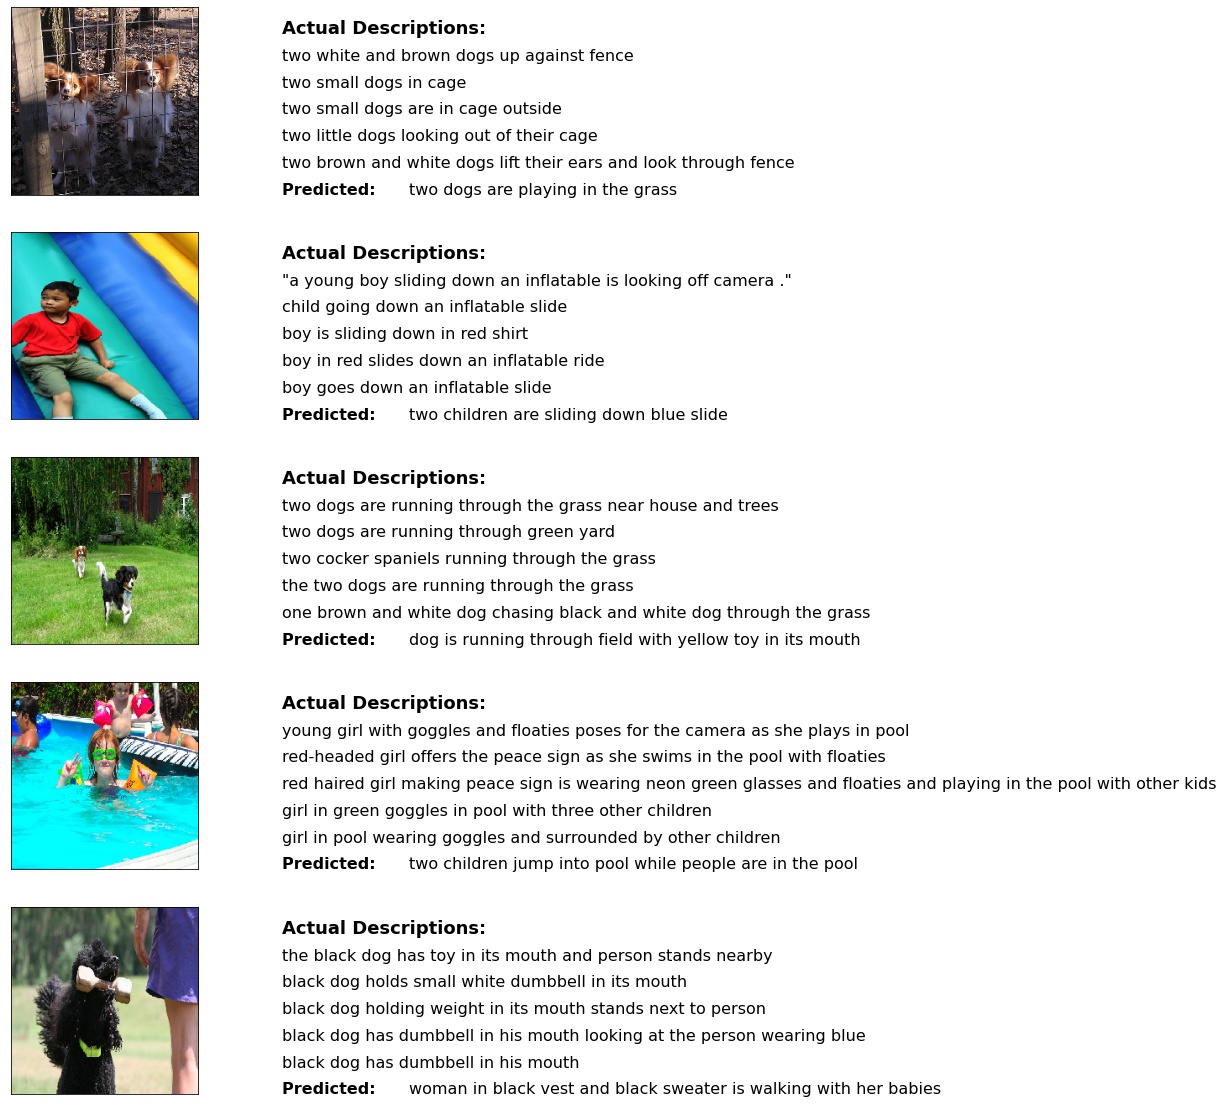 Actual Descriptions:
two white and brown dogs up against fence
two small dogs in cage
two small dogs are in cage outside
two little dogs looking out of their cage
two brown and white dogs lift their ears and look through fence
Predicted: two dogs are playing in the grass
Actual Descriptions:
"a young boy sliding down an inflatable is looking off camera ."
child going down an inflatable slide
boy is sliding down in red shirt
boy in red slides down an inflatable ride
boy goes down an inflatable slide
Predicted: two children are sliding down blue slide
Actual Descriptions:
two dogs are running through the grass near house and trees
two dogs are running through green yard
two cocker spaniels running through the grass
the two dogs are running through the grass
one brown and white dog chasing black and white dog through the grass
Predicted: dog is running through field with yellow toy in its mouth
Actual Descriptions:
young girl with goggles and floaties poses for the camera as she plays in pool
red-headed girl offers the peace sign as she swims in the pool with floaties
red haired girl making peace sign is wearing neon green glasses and floaties and playing in the pool with other kids
girl in green goggles in pool with three other children
girl in pool wearing goggles and surrounded by other children
Predicted: two children jump into pool while people are in the pool
Actual Descriptions:
the black dog has toy in its mouth and person stands nearby
black dog holds small white dumbbell in its mouth
black dog holding weight in its mouth stands next to person
black dog has dumbbell in his mouth looking at the person wearing blue
black dog has dumbbell in his mouth
Predicted: woman in black vest and black sweater is walking with her babies